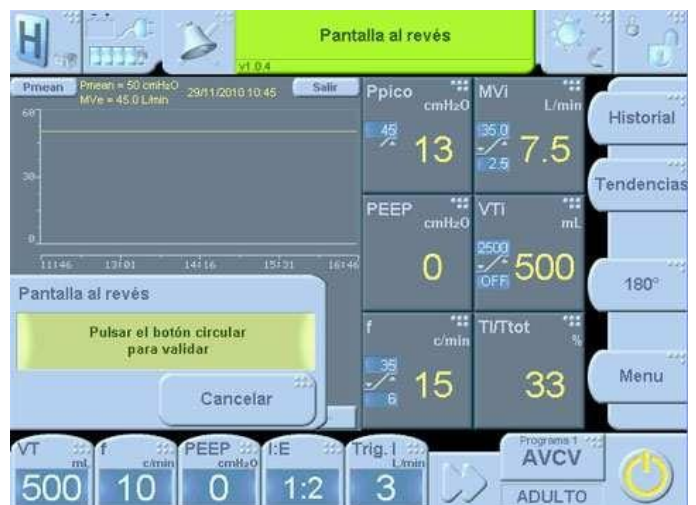 Pantalla al revés
v1.0.4
Pmean
Pmean = 50 cmH2O
MVe = 45.0 L/min
29/11/2010 10:45
Salir
60
30
0
11:46 13:01 14:16 15:31 16:46
Ppico
cmH2O
45
13
MVi
L/min
35.0
2.5
7.5
PEEP
cmH2O
0
VTi
mL
2500
OFF
500
f
c/min
35
6
15
TI/Ttot
%
33
Historial
Tendencias
180°
Menu
Pantalla al revés
Pulsar el botón circular
para validar
Cancelar
VT
mL
500
f
c/min
10
PEEP
cmH2O
0
I:E
1:2
Trig. I
L/min
3
Programa 1
AVCV
ADULTO